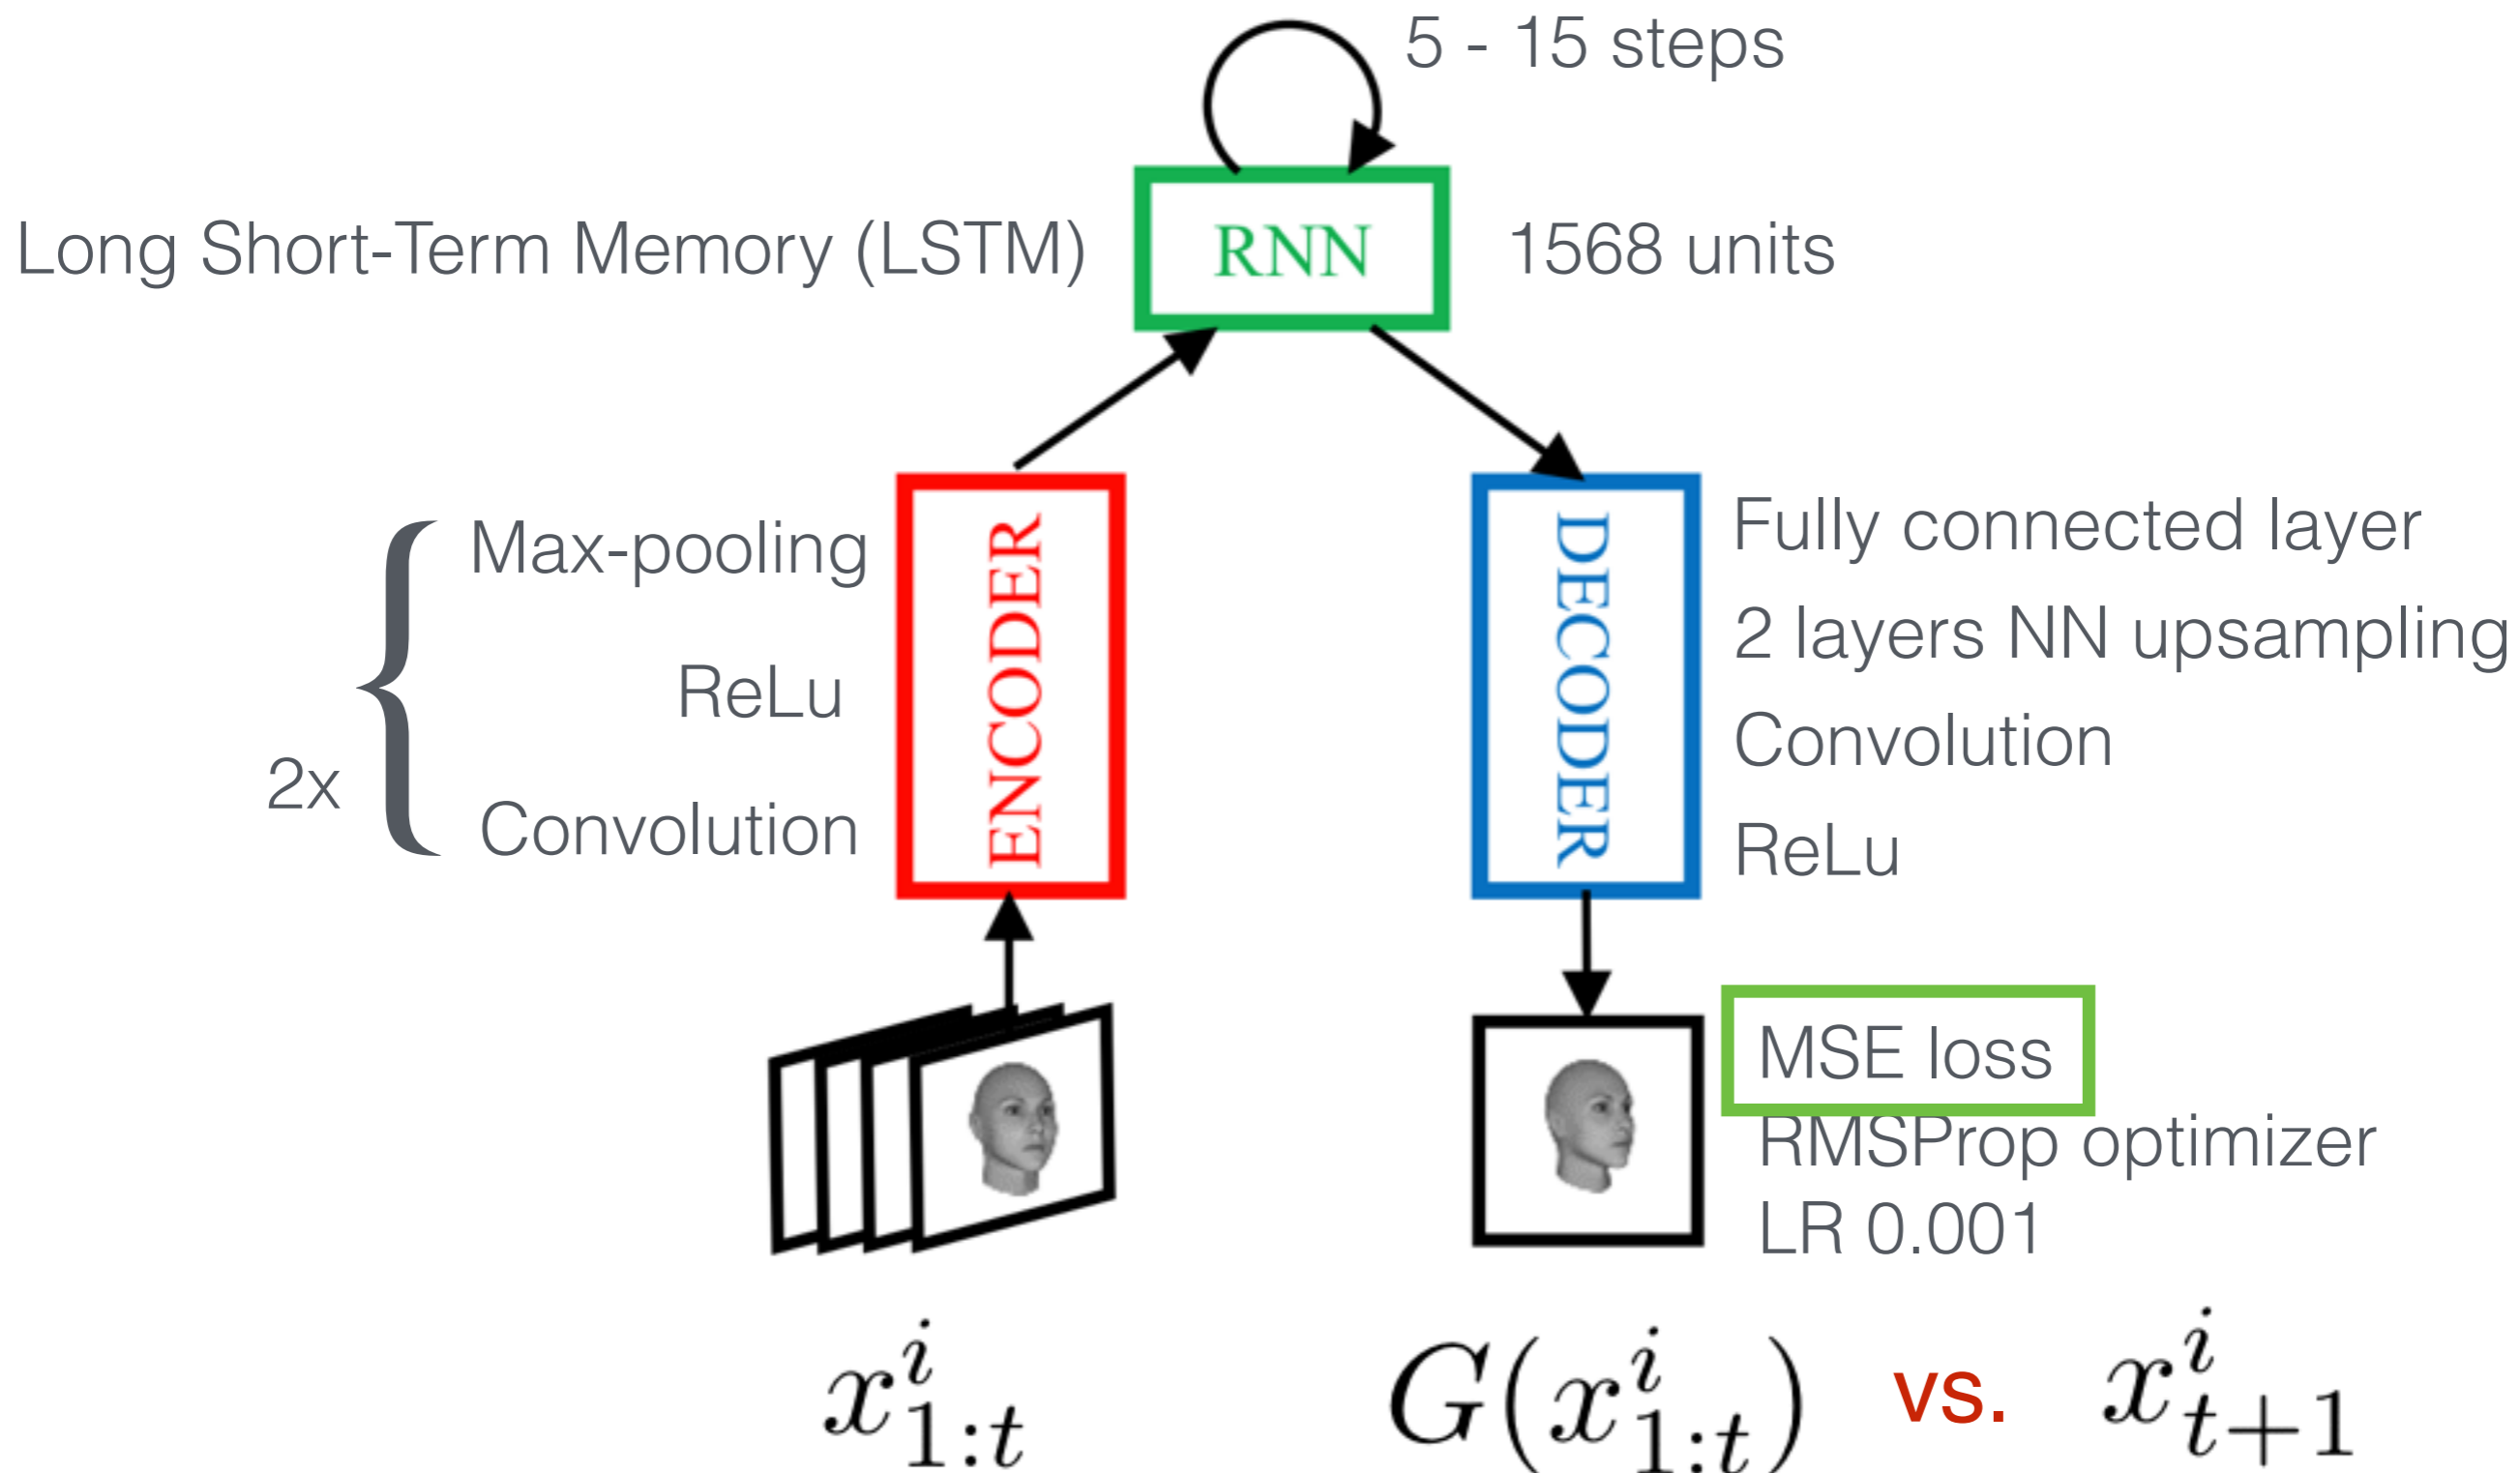 5 - 15 steps
Long Short-Term Memory (LSTM)
RNN
1568 units
Max-pooling
ReLu
2x
Convolution
ENCODER
DECODER
Fully connected layer
2 layers NN upsampling
Convolution
ReLu
MSE loss
RMSProp optimizer
LR 0.001
$x^i_{1:t}$
$G(x^i_{1:t})$ vs. $x^i_{t+1}$